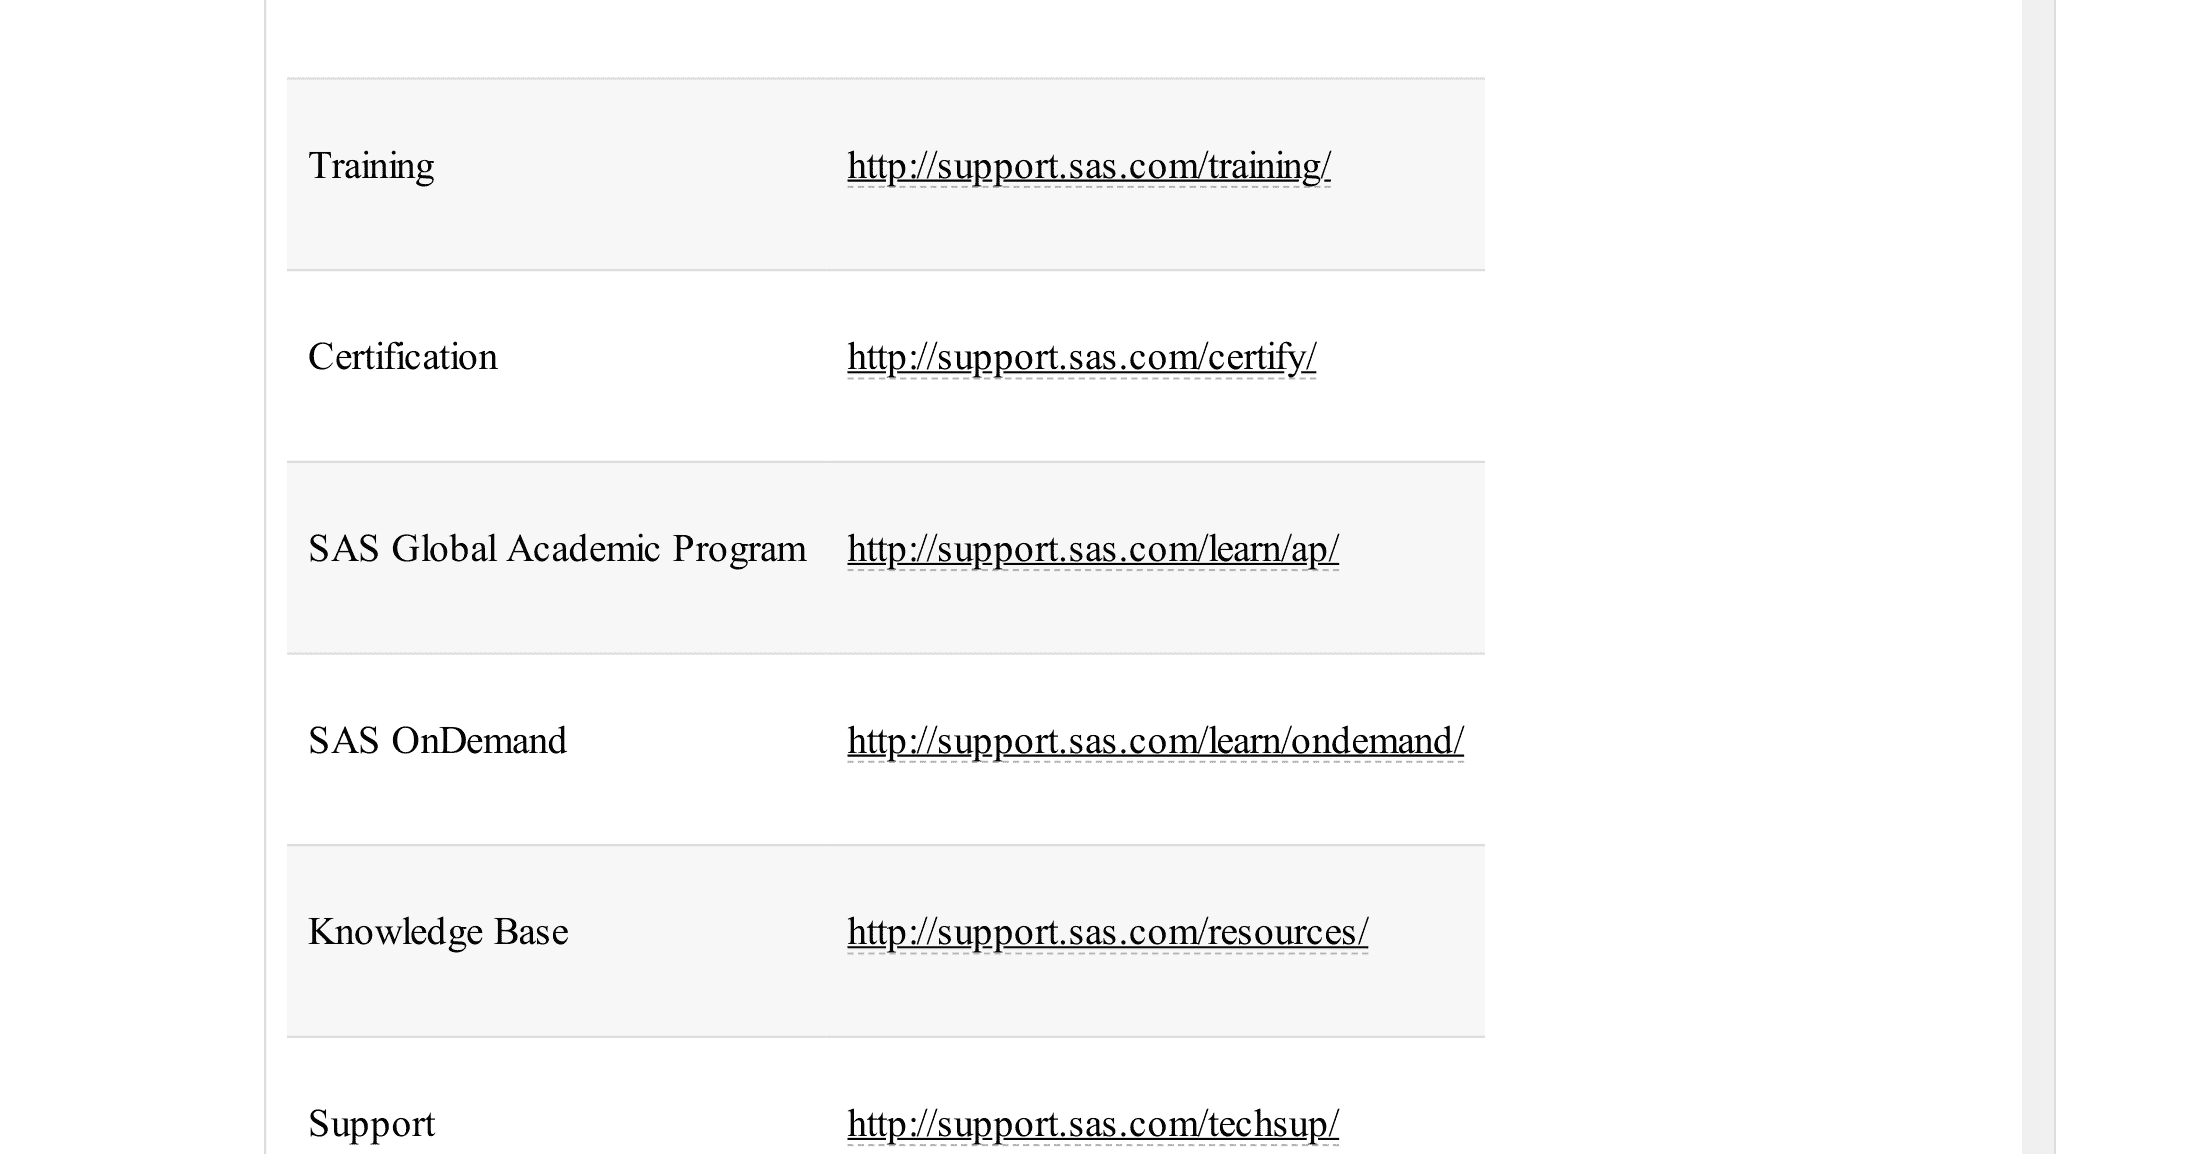 Training http://support.sas.com/training/
Certification http://support.sas.com/certify/
SAS Global Academic Program http://support.sas.com/learn/ap/
SAS OnDemand http://support.sas.com/learn/ondemand/
Knowledge Base http://support.sas.com/resources/
Support http://support.sas.com/techsup/